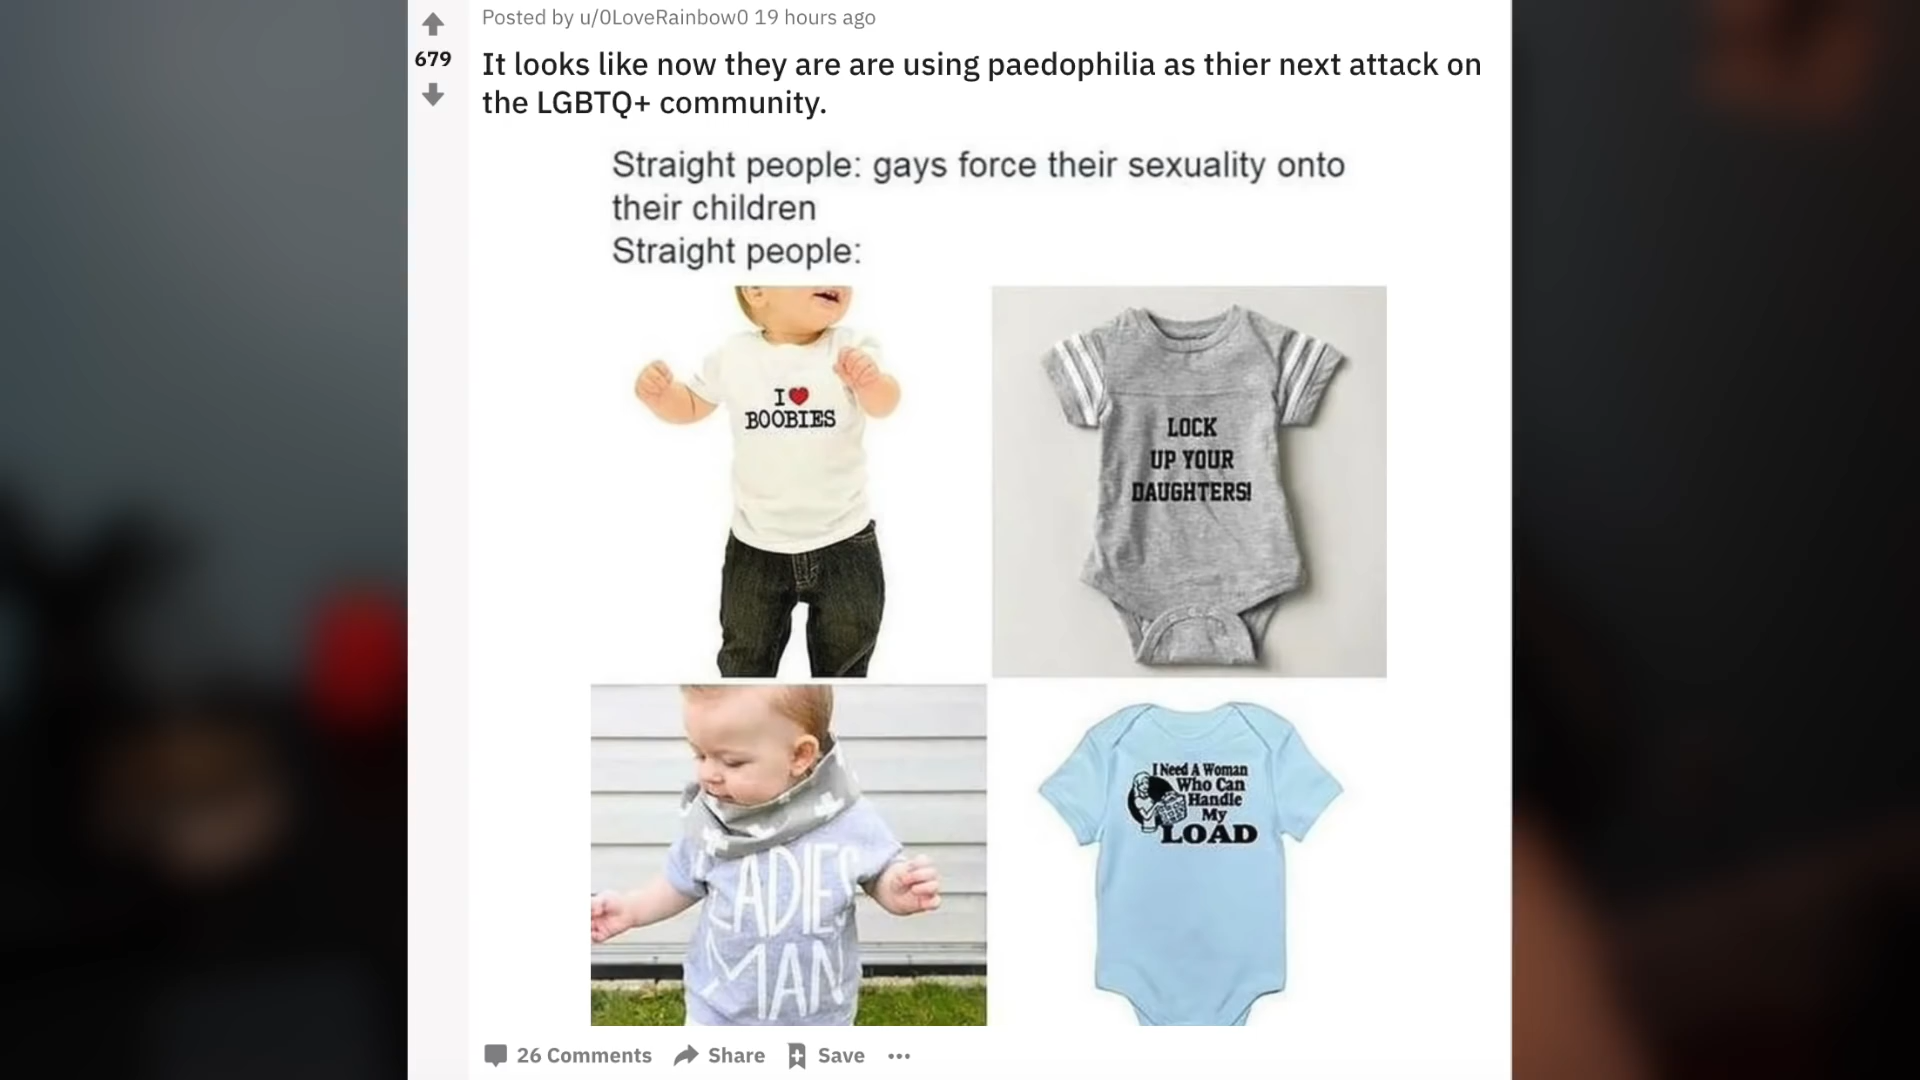 Posted by u/0LoveRainbow0 19 hours ago
679
It looks like now they are are using paedophilia as thier next attack on
the LGBTQ+ community.
Straight people: gays force their sexuality onto
their children
Straight people:
I ❤
BOOBIES
LOCK
UP YOUR
DAUGHTERS!
LADIES
MAN
I Need A Woman
Who Can
Handle
My
LOAD
26 Comments Share Save